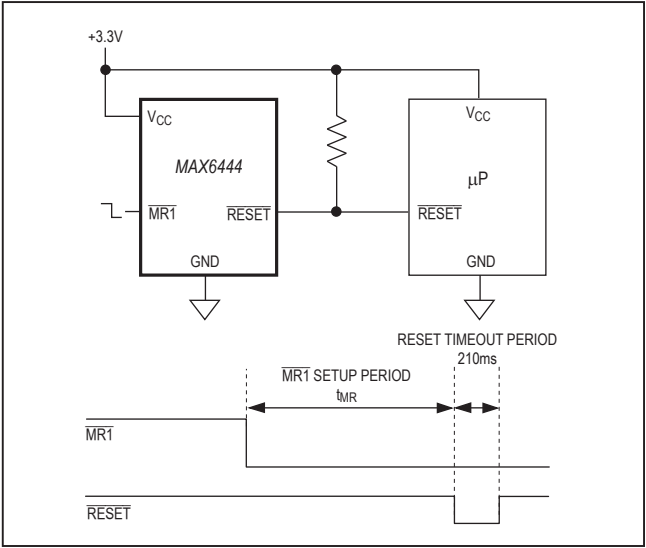 +3.3V
VCC
MAX6444
MR1
RESET
GND
VCC
μP
RESET
GND
RESET TIMEOUT PERIOD
210ms
MR1 SETUP PERIOD
tMR
MR1
RESET